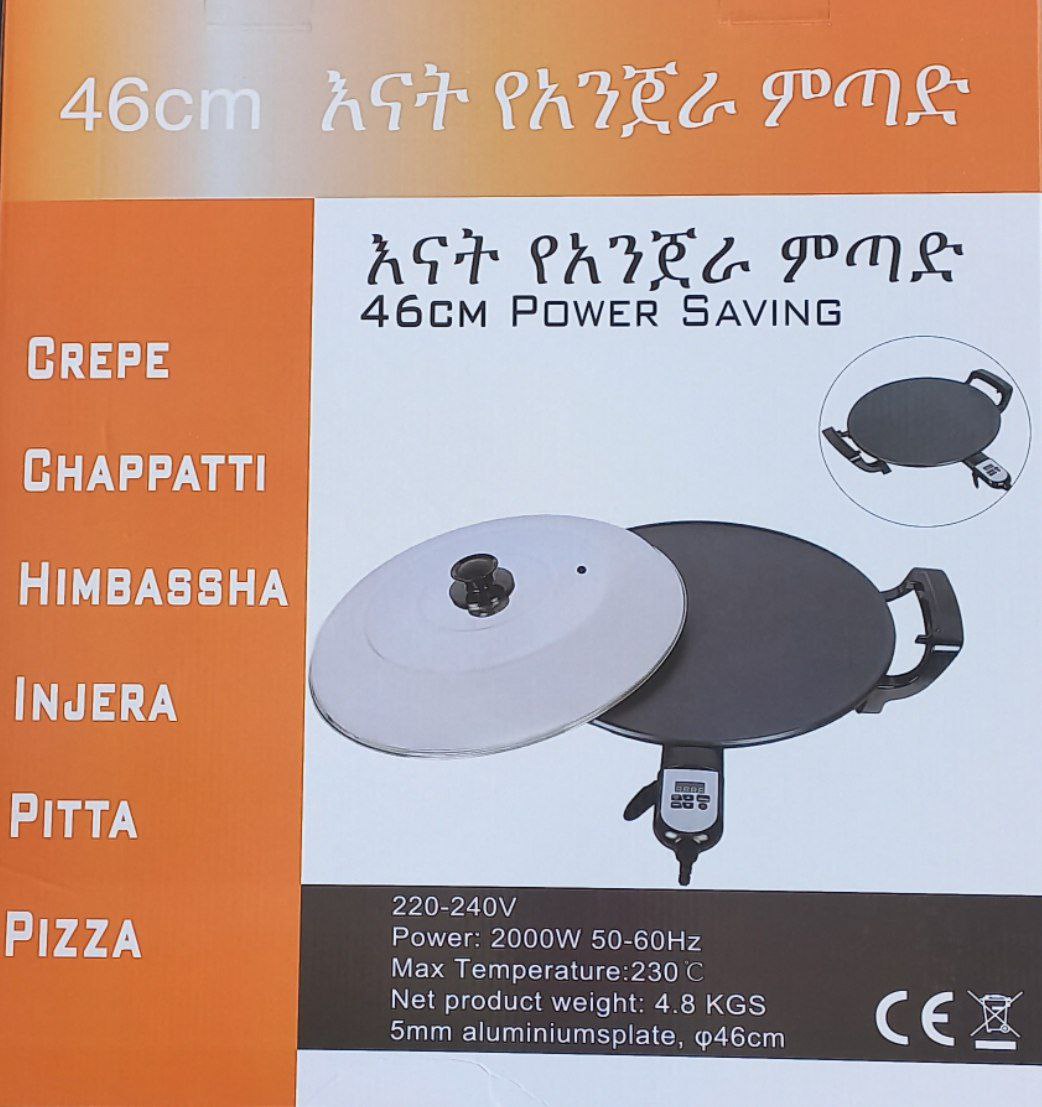 46cm እናት የአንጀራ ምጣድ
እናት የአንጀራ ምጣድ
46CM POWER SAVING
CREPE
CHAPPATTI
HIMBASSHA
INJERA
PITTA
PIZZA
220-240V
Power: 2000W 50-60Hz
Max Temperature:230℃
Net product weight: 4.8 KGS
5mm aluminiumsplate, φ46cm
CE